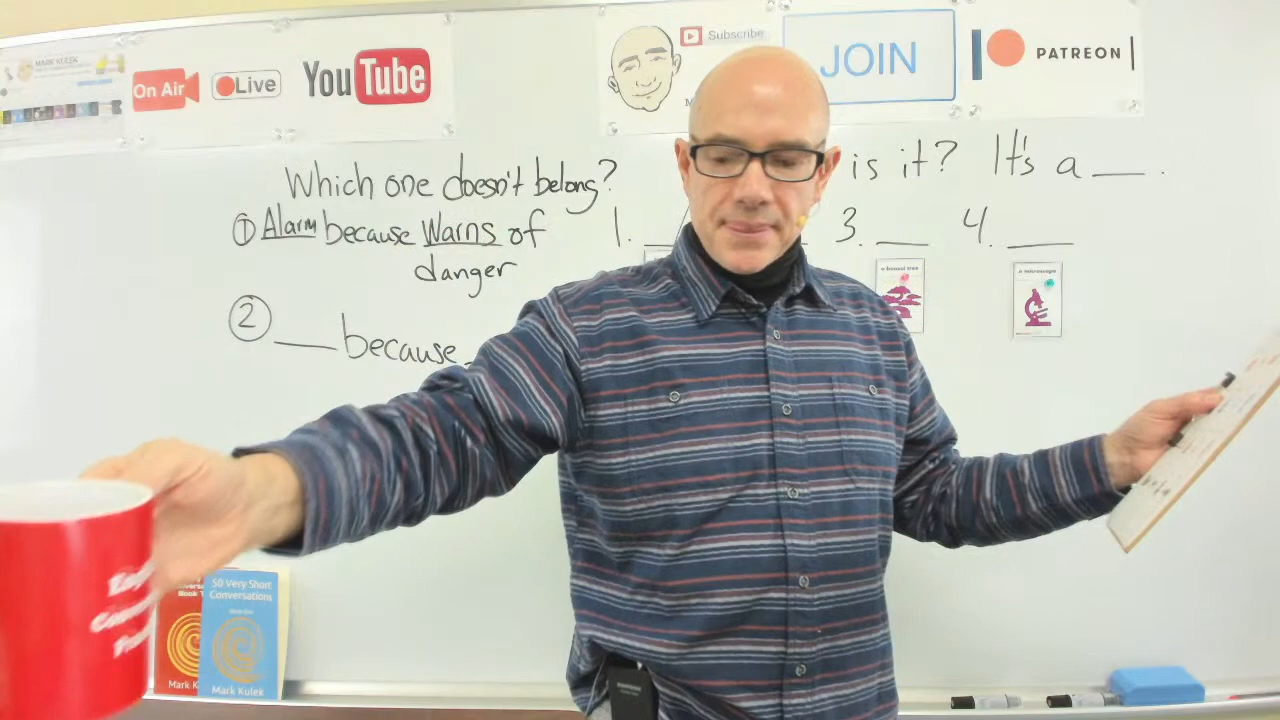 MARK KULEK
On Air
Live
YouTube
Subscribe
JOIN
PATREON
Which one doesn't belong?
① Alarm because Warns of
danger
② ___ because
is it? It's a ___.
1. ___
3. ___
4. ___
a bonsai tree
a microscope
Book
50 Very Short
Conversations
Mark Kulek
Mark K